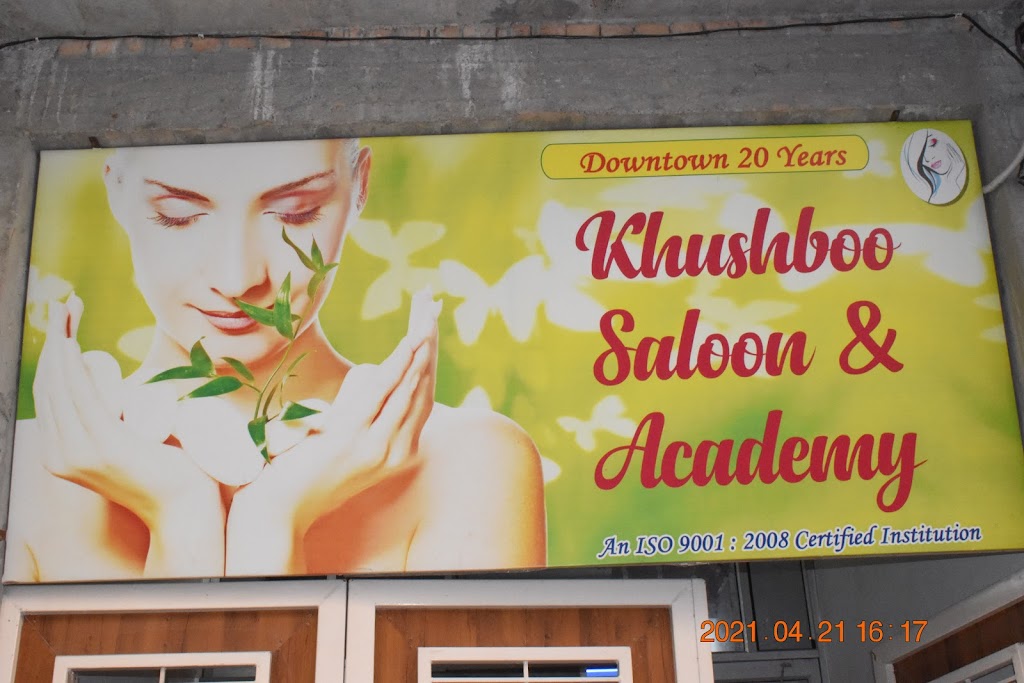 Downtown 20 Years
Khushboo
Saloon &
Academy
An ISO 9001 : 2008 Certified Institution
2021.04.21 16:17